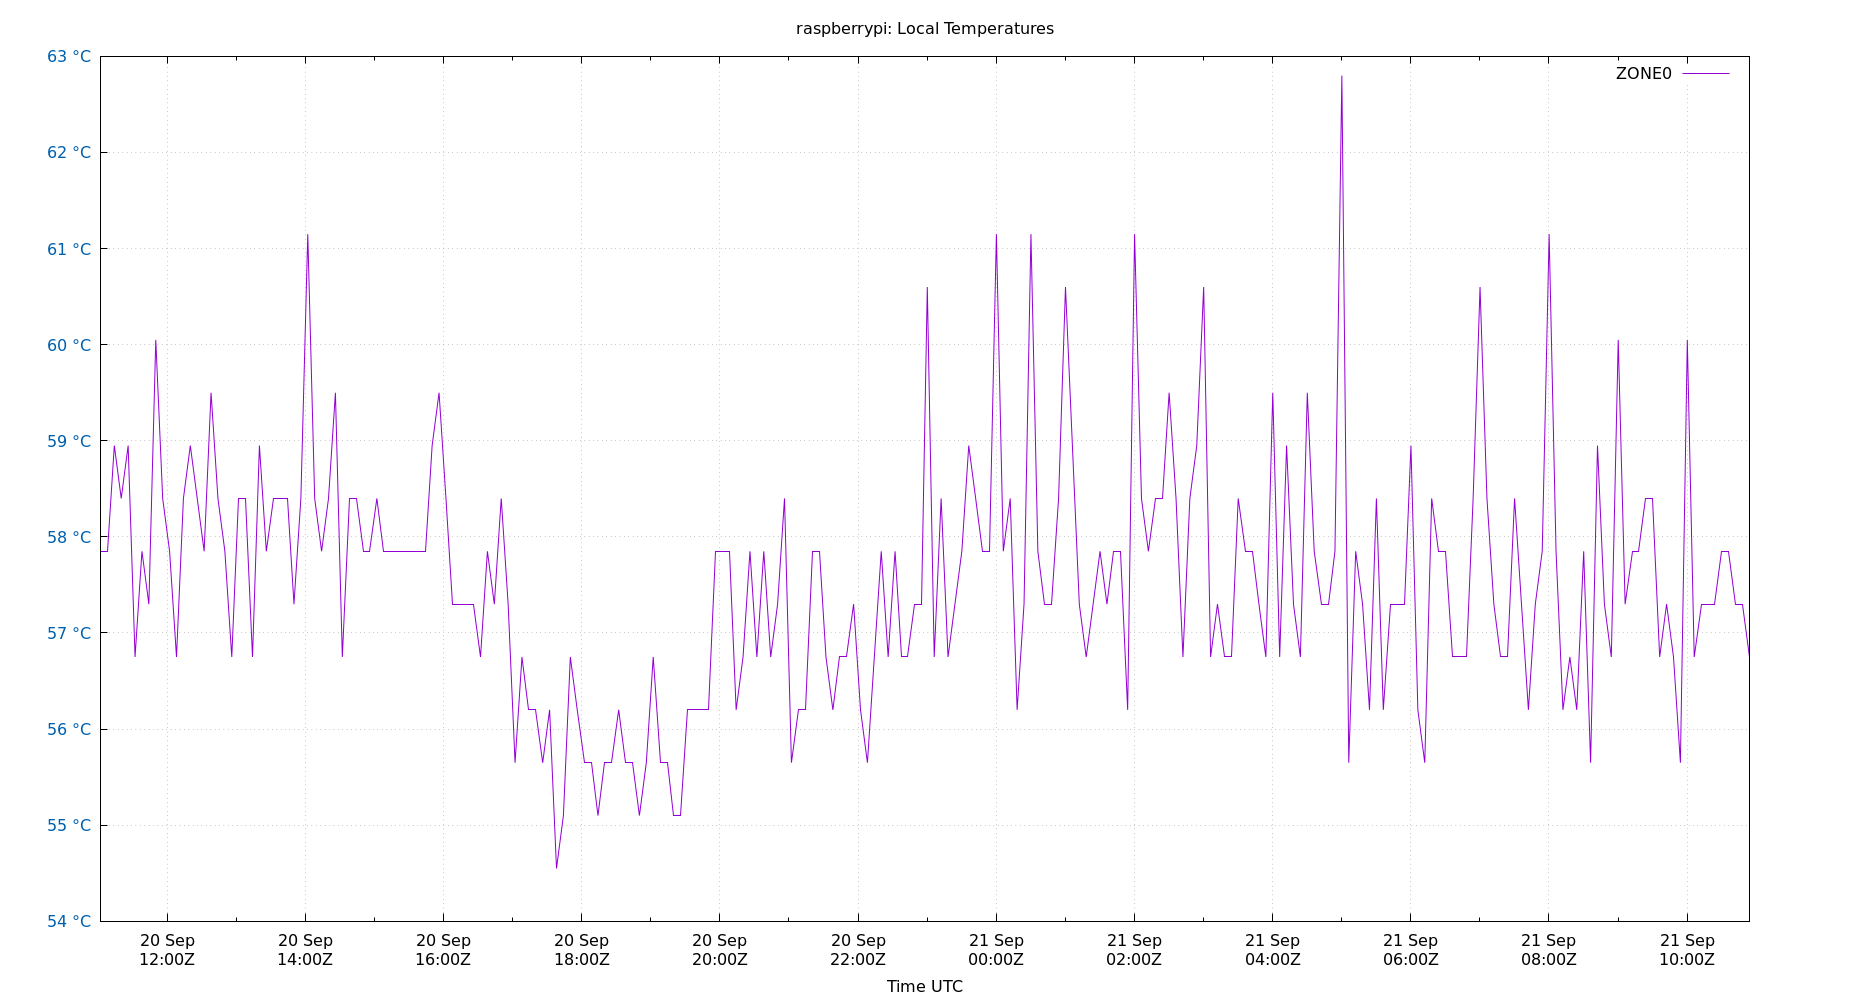 raspberrypi: Local Temperatures
63 °C
ZONE0
62 °C
61 °C
60 °C
59 °C
58 °C
57 °C
56 °C
55 °C
54 °C
20 Sep 20 Sep 20 Sep 20 Sep 20 Sep 20 Sep 21 Sep 21 Sep 21 Sep 21 Sep 21 Sep 21 Sep
12:00Z 14:00Z 16:00Z 18:00Z 20:00Z 22:00Z 00:00Z 02:00Z 04:00Z 06:00Z 08:00Z 10:00Z
Time UTC